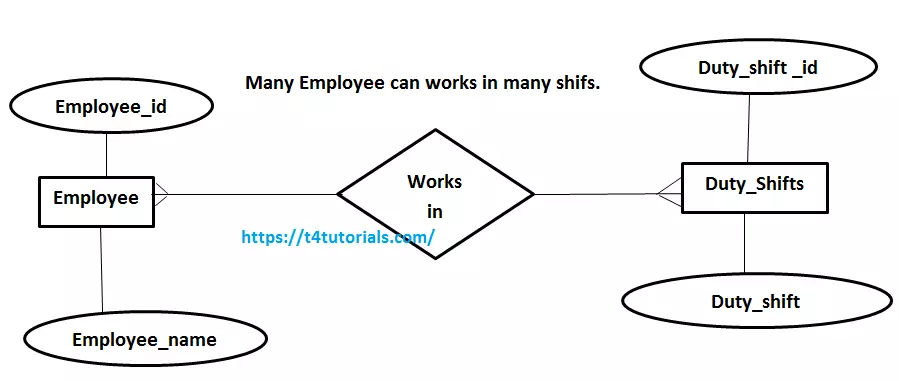 Duty_shift _id
Many Employee can works in many shifs.
Employee_id
Works
in
Employee
Duty_Shifts
https://t4tutorials.com/
Duty_shift
Employee_name